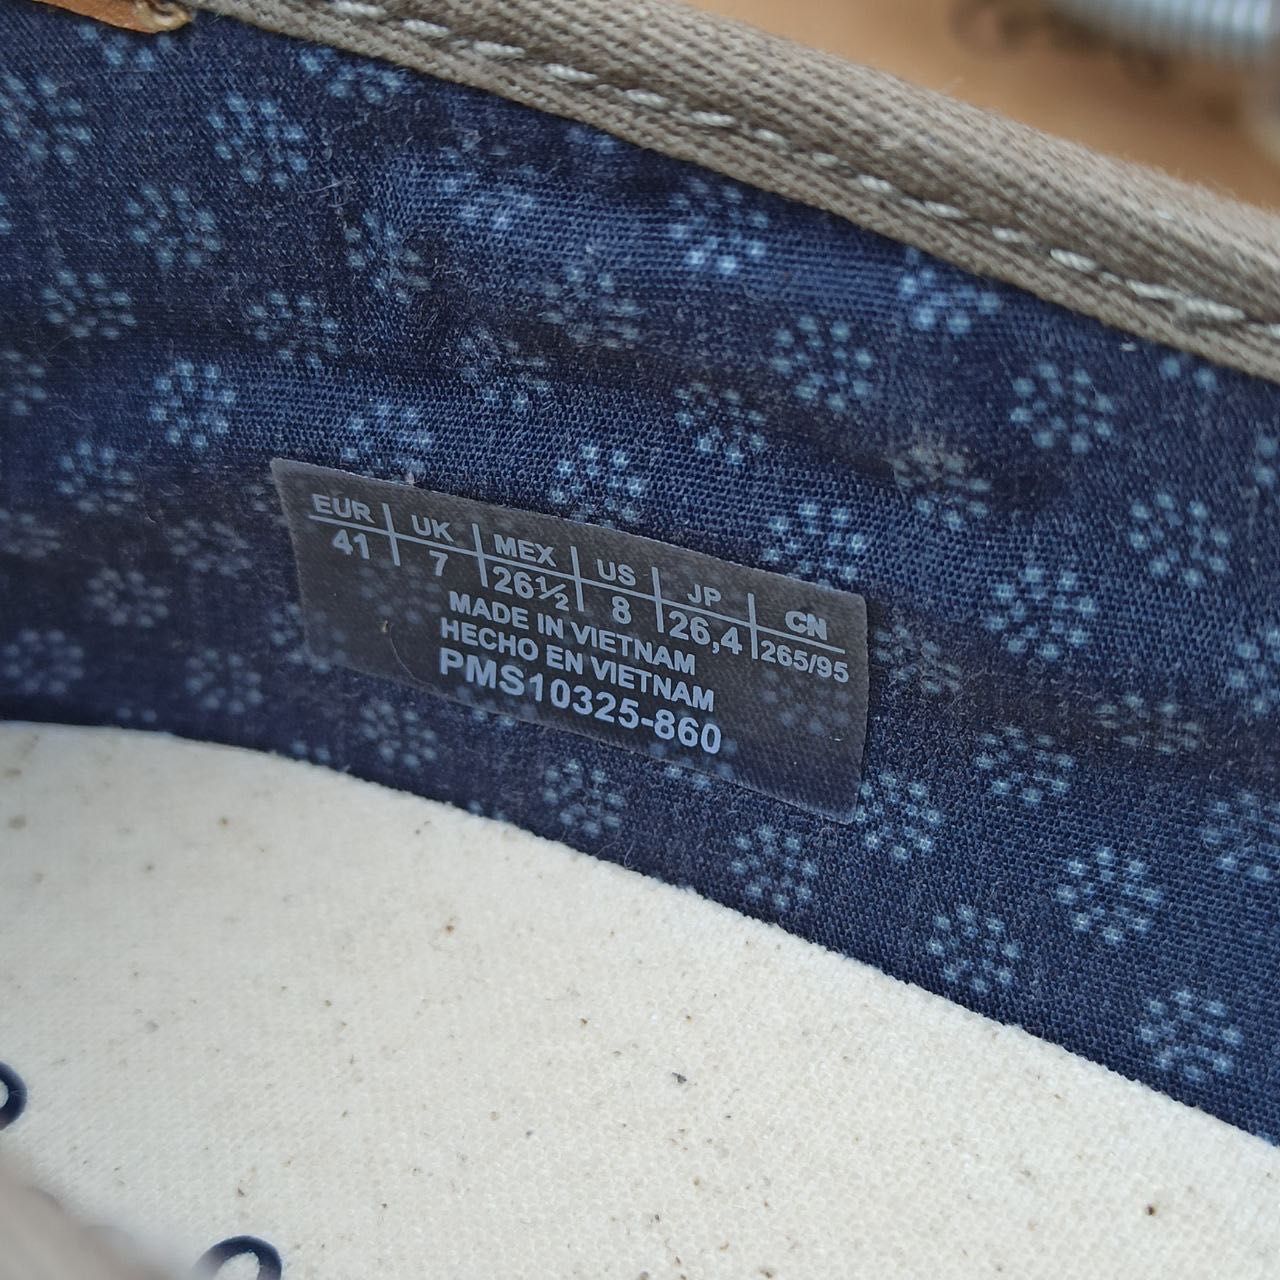 EUR UK MEX US JP CN
41 7 26½ 8 26,4 265/95
MADE IN VIETNAM
HECHO EN VIETNAM
PMS10325-860